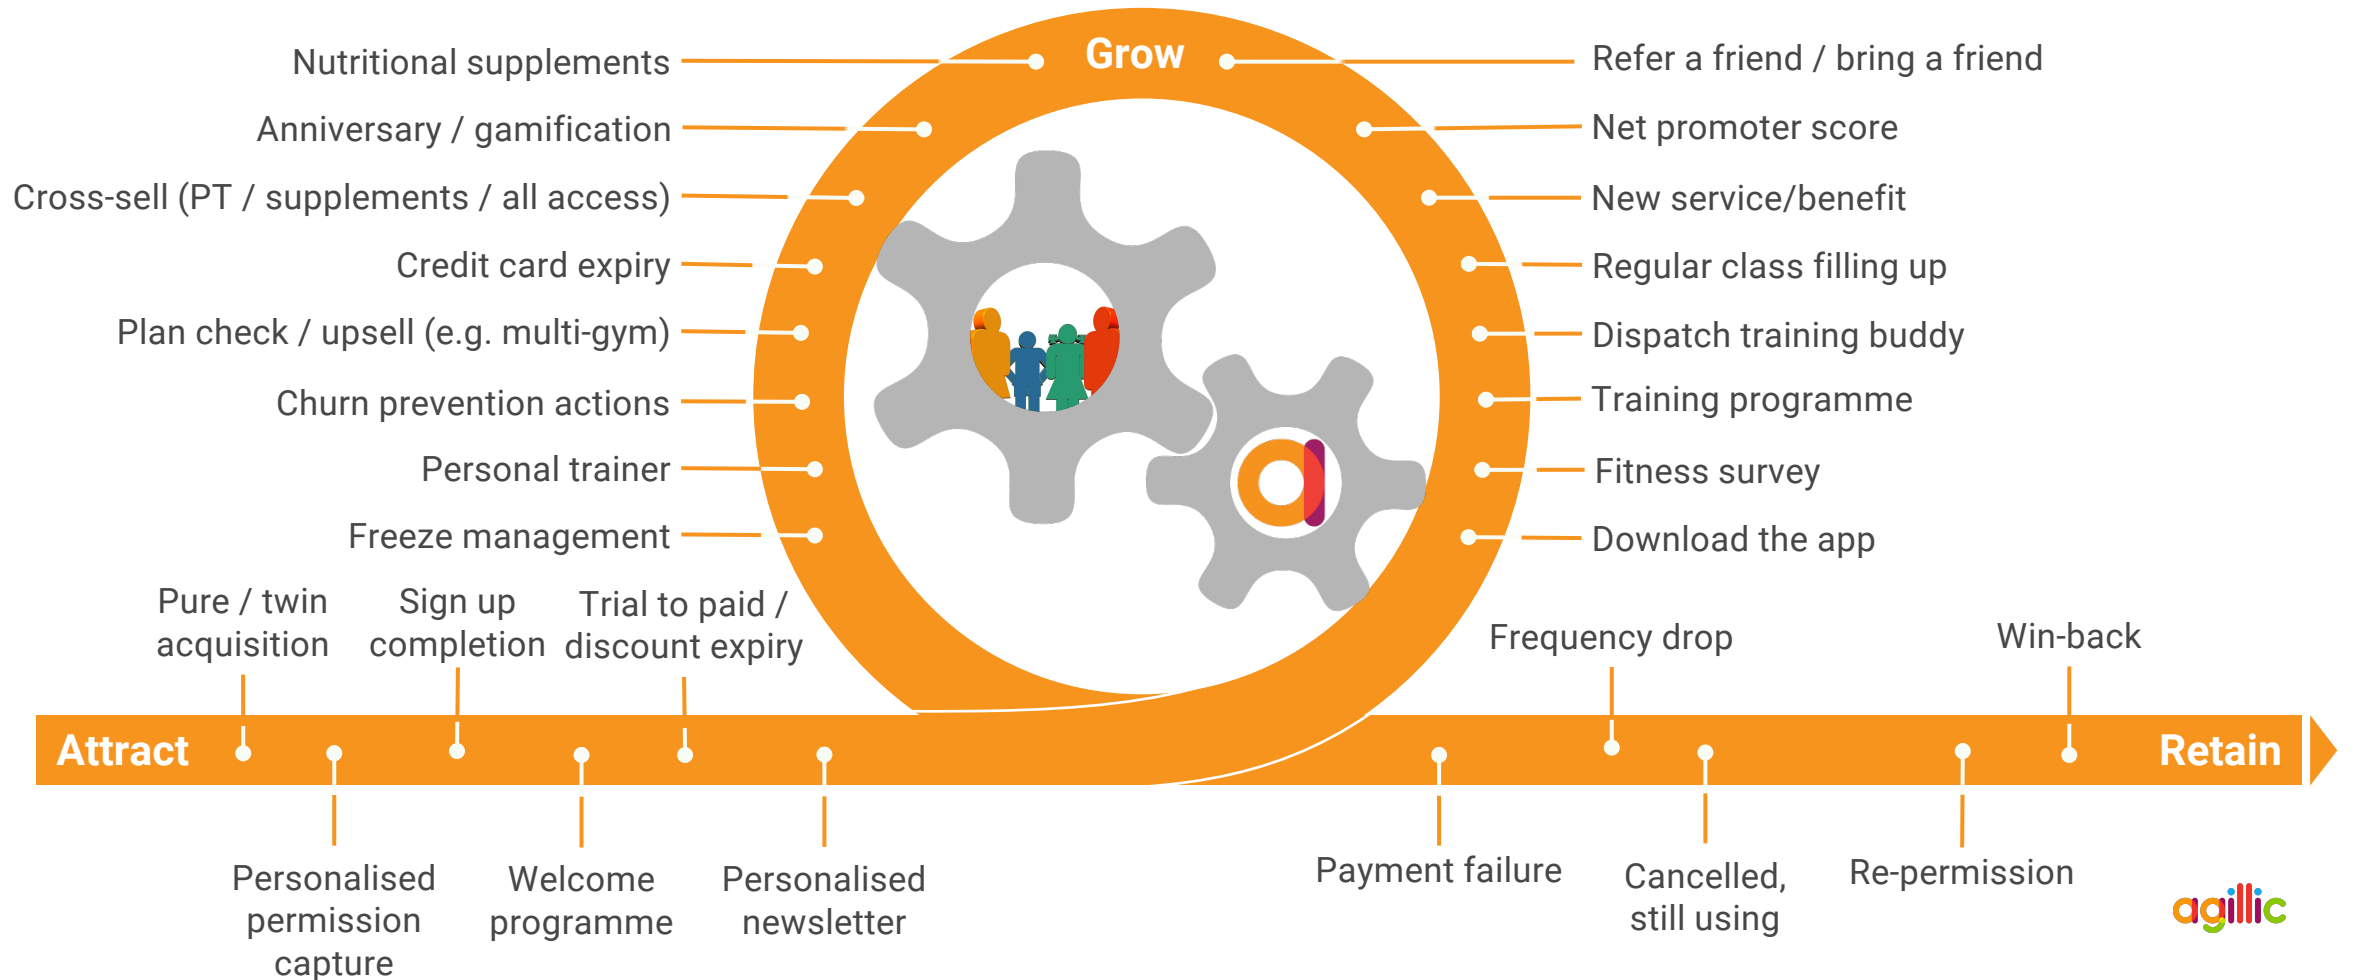 Grow
Nutritional supplements
Anniversary / gamification
Cross-sell (PT / supplements / all access)
Credit card expiry
Plan check / upsell (e.g. multi-gym)
Churn prevention actions
Personal trainer
Freeze management
Refer a friend / bring a friend
Net promoter score
New service/benefit
Regular class filling up
Dispatch training buddy
Training programme
Fitness survey
Download the app
Pure / twin
acquisition
Sign up
completion
Trial to paid /
discount expiry
Frequency drop
Win-back
Attract
Retain
Personalised
permission
capture
Welcome
programme
Personalised
newsletter
Payment failure
Cancelled,
still using
Re-permission
agillic